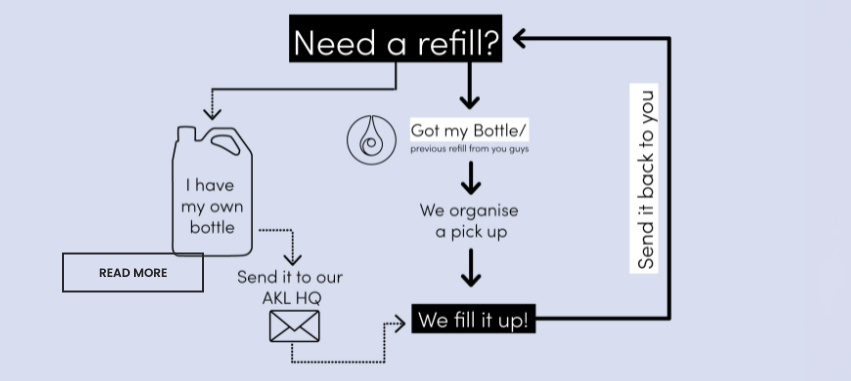 Need a refill?
Got my Bottle/
previous refill from you guys
I have
my own
bottle
We organise
a pick up
READ MORE
Send it to our
AKL HQ
We fill it up!
Send it back to you